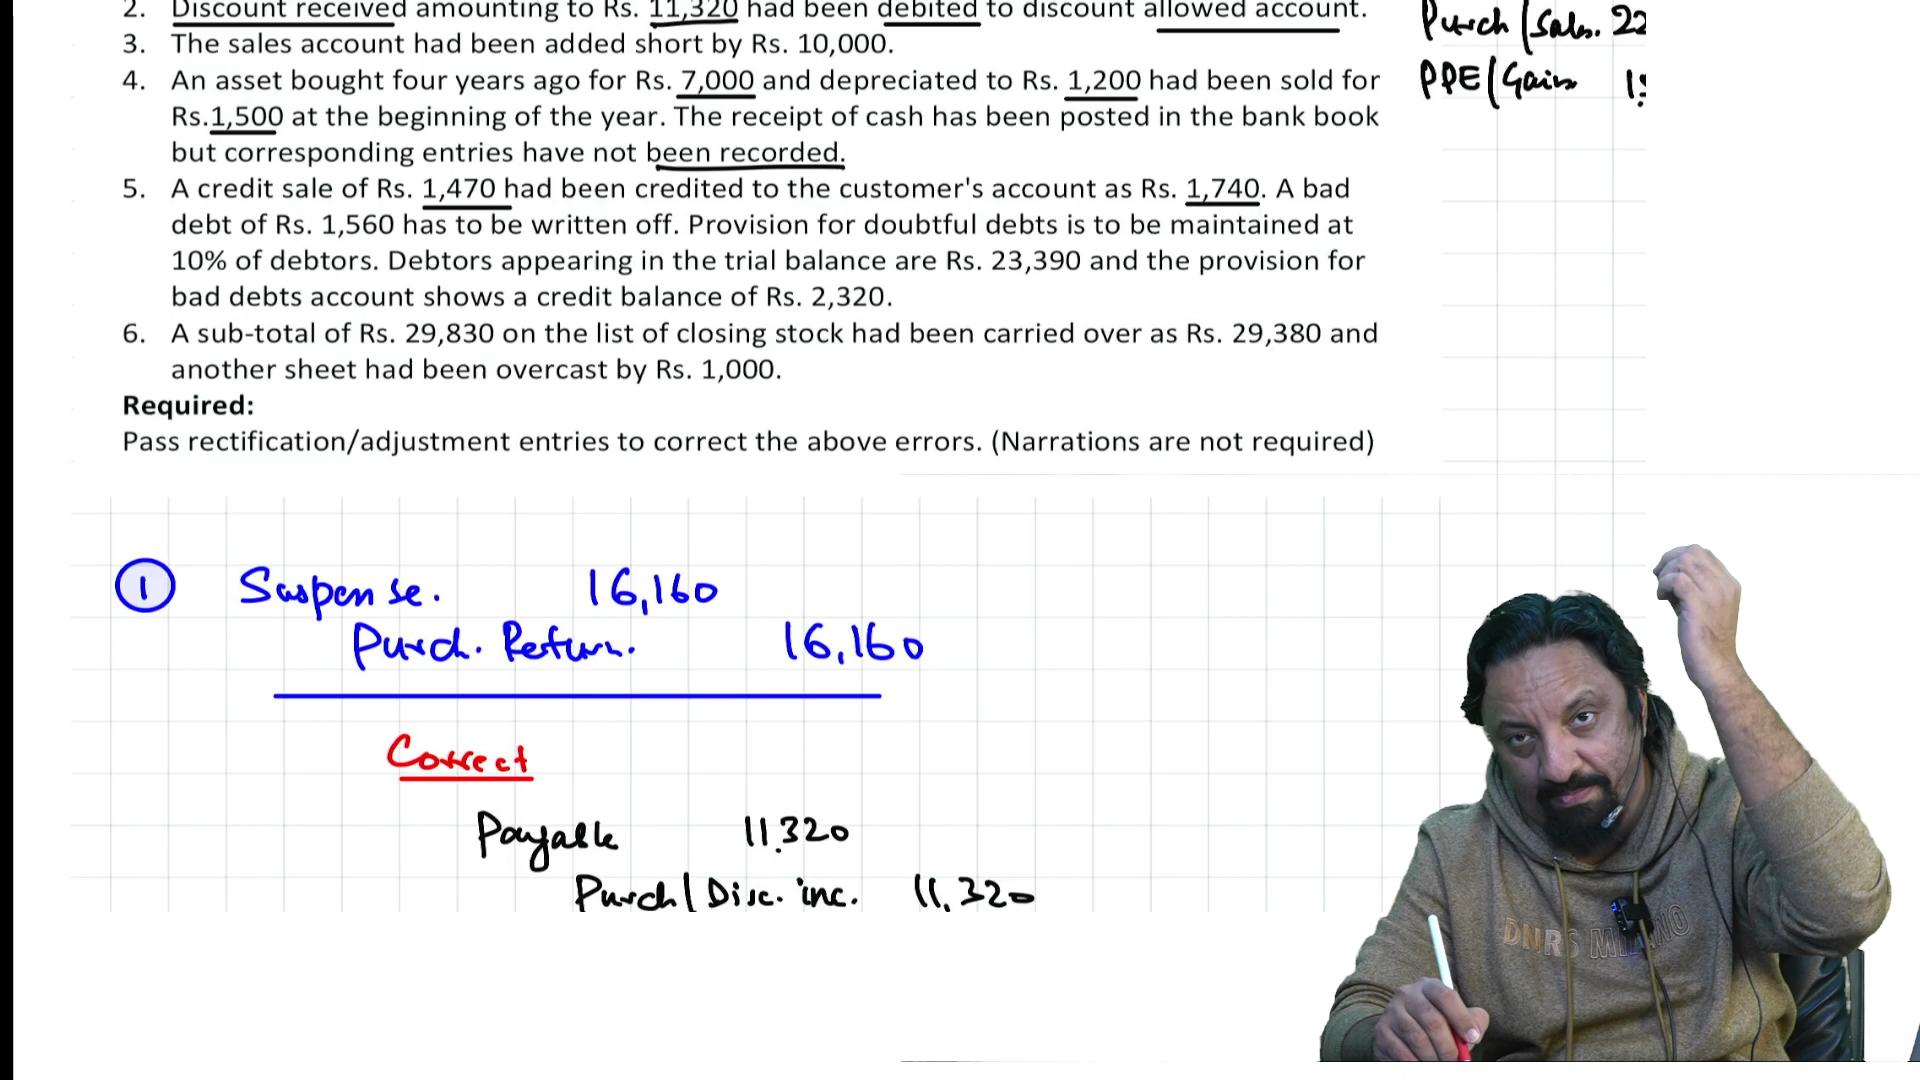 2. Discount received amounting to Rs. 11,320 had been debited to discount allowed account.
3. The sales account had been added short by Rs. 10,000.
4. An asset bought four years ago for Rs. 7,000 and depreciated to Rs. 1,200 had been sold for
Rs.1,500 at the beginning of the year. The receipt of cash has been posted in the bank book
but corresponding entries have not been recorded.
5. A credit sale of Rs. 1,470 had been credited to the customer's account as Rs. 1,740. A bad
debt of Rs. 1,560 has to be written off. Provision for doubtful debts is to be maintained at
10% of debtors. Debtors appearing in the trial balance are Rs. 23,390 and the provision for
bad debts account shows a credit balance of Rs. 2,320.
6. A sub-total of Rs. 29,830 on the list of closing stock had been carried over as Rs. 29,380 and
another sheet had been overcast by Rs. 1,000.
Required:
Pass rectification/adjustment entries to correct the above errors. (Narrations are not required)
Purch/Sales. 22
PPE/Gain
1 Suspense. 16,160
Purch. Return. 16,160
Correct
Payable 11,320
Purch/Disc. inc. 11,320
DNRS